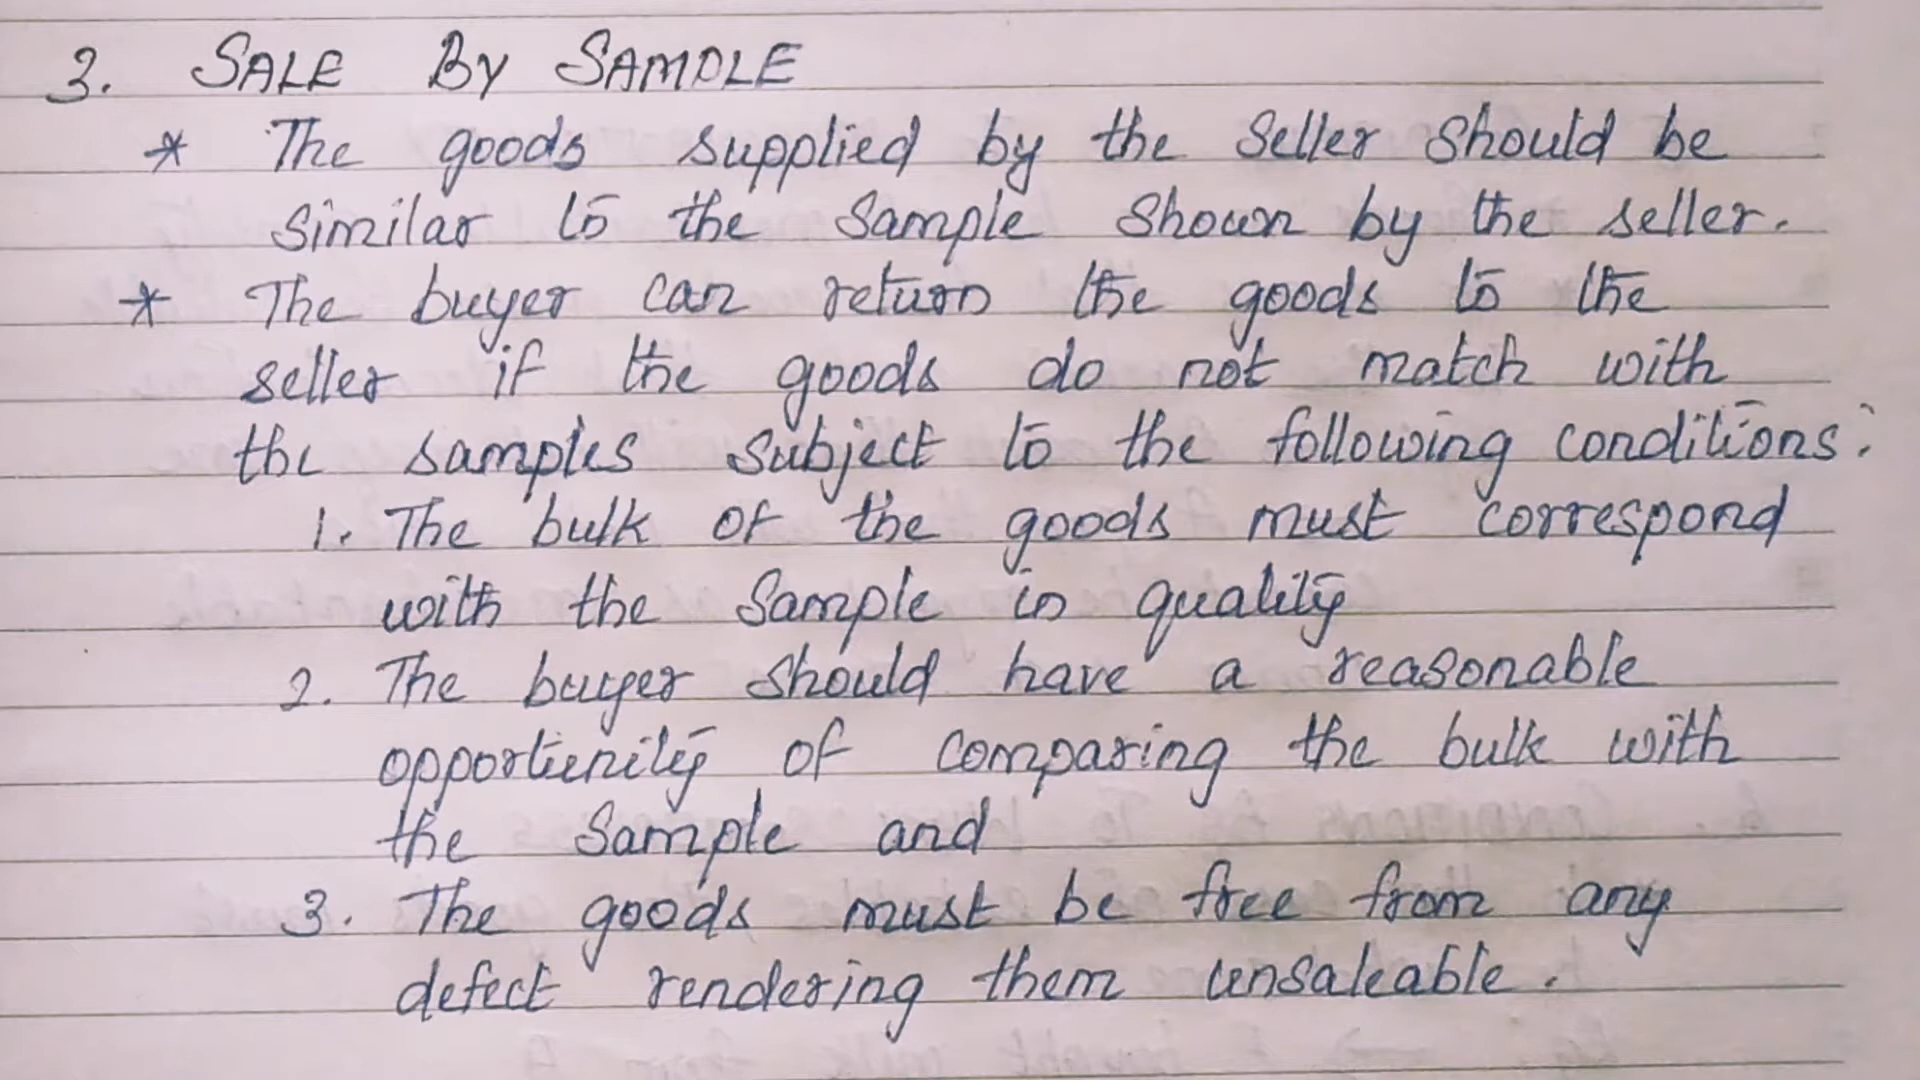 3. SALE BY SAMPLE
* The goods supplied by the seller should be
similar to the sample shown by the seller.
* The buyer can return the goods to the
seller if the goods do not match with
the samples subject to the following conditions:
1. The bulk of the goods must correspond
with the sample in quality
2. The buyer should have a reasonable
opportunity of comparing the bulk with
the sample and
3. The goods must be free from any
defect rendering them unsaleable.